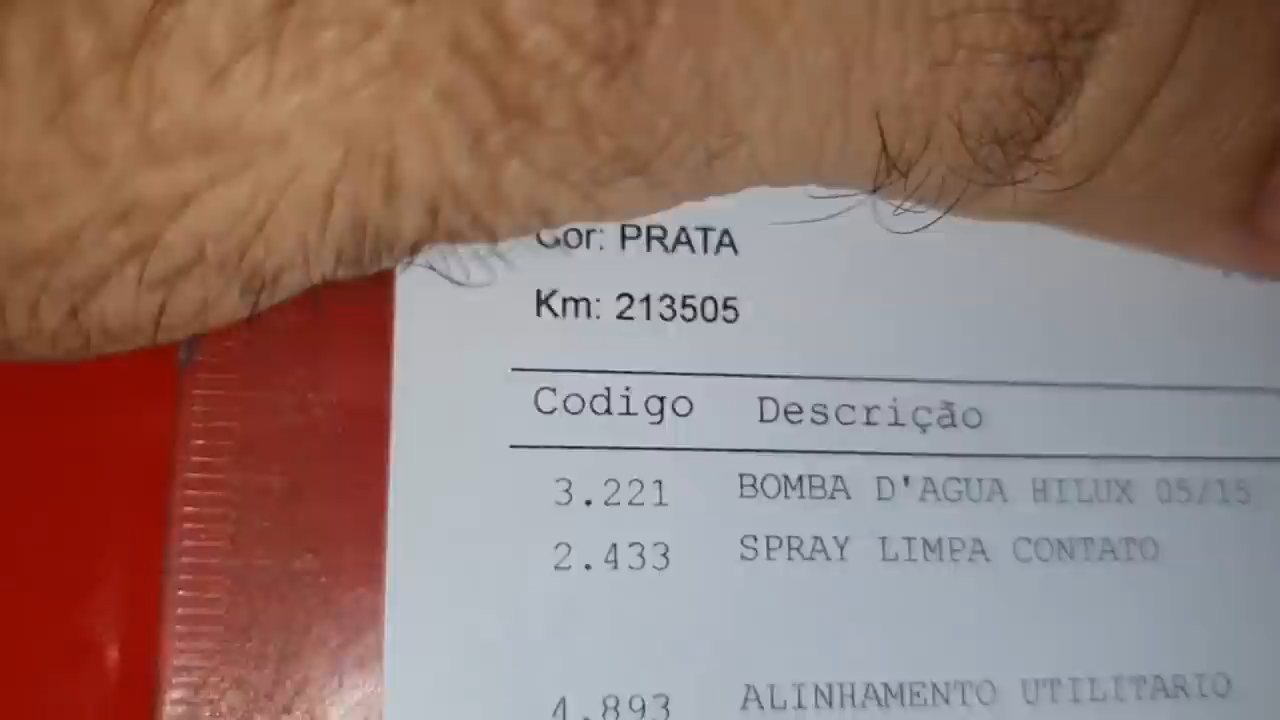 Cor: PRATA
Km: 213505
Codigo Descrição
3.221 BOMBA D'AGUA HILUX 05/15
2.433 SPRAY LIMPA CONTATO
4.893 ALINHAMENTO UTILITARIO